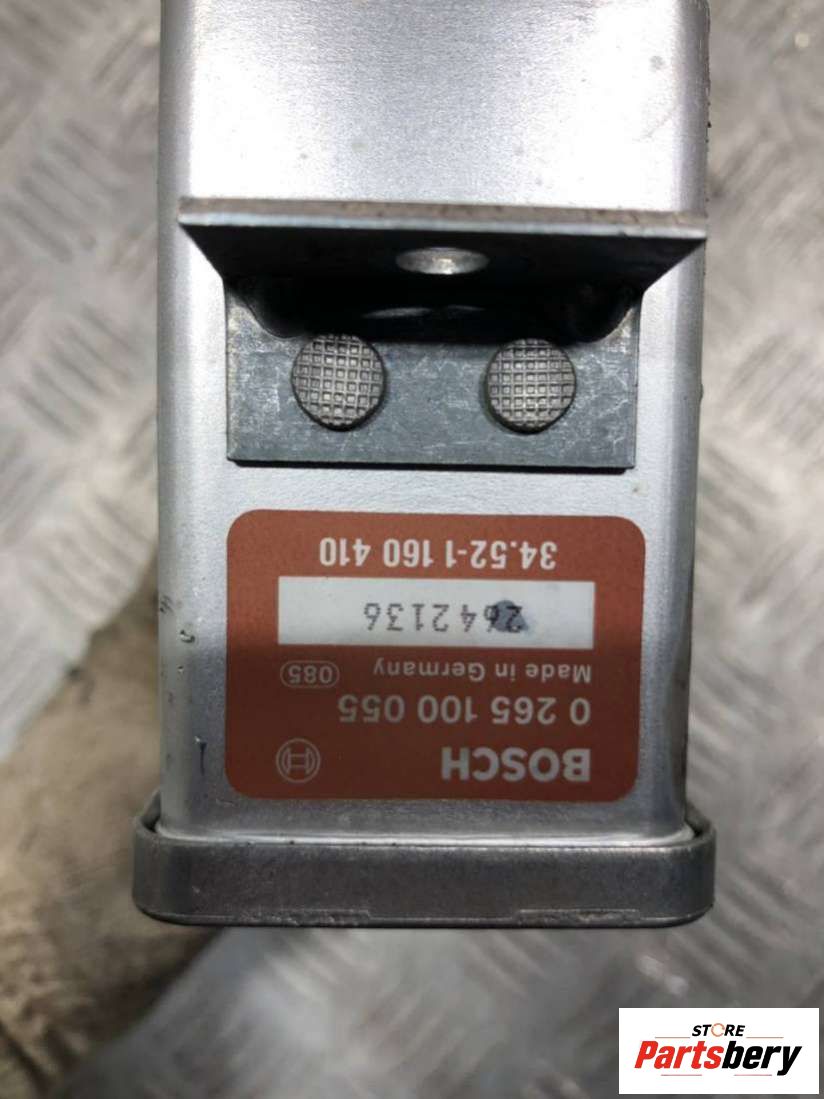 BOSCH
0 265 100 055
Made in Germany 085
2642136
34.52-1 160 410
STORE
Partsbery